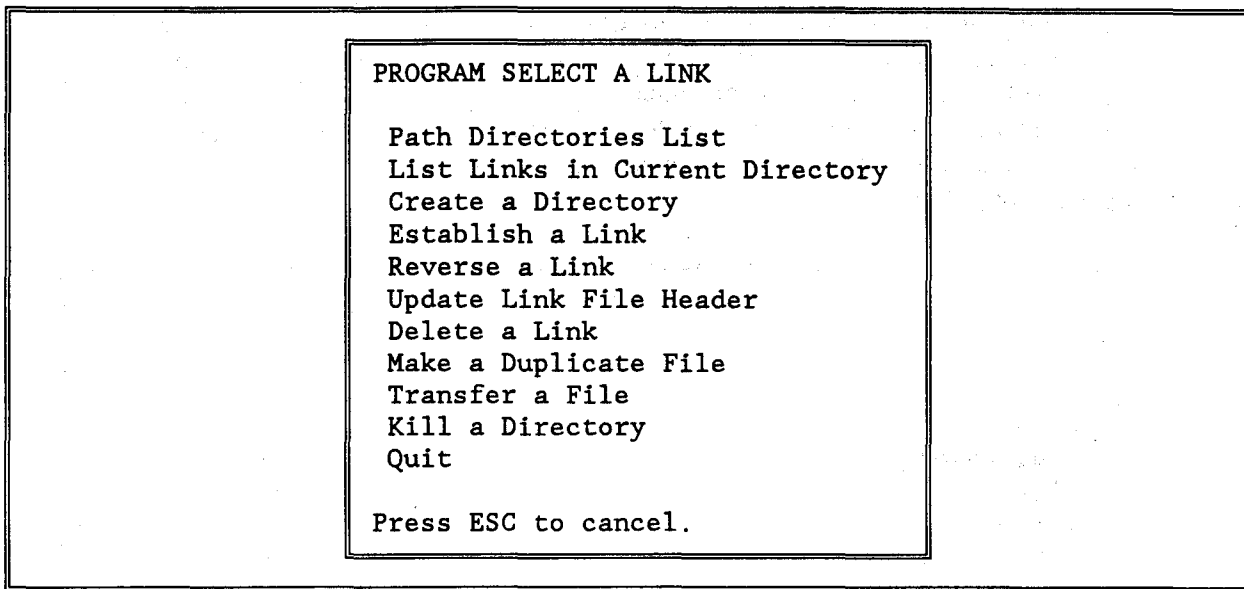 PROGRAM SELECT A LINK
Path Directories List
List Links in Current Directory
Create a Directory
Establish a Link
Reverse a Link
Update Link File Header
Delete a Link
Make a Duplicate File
Transfer a File
Kill a Directory
Quit
Press ESC to cancel.